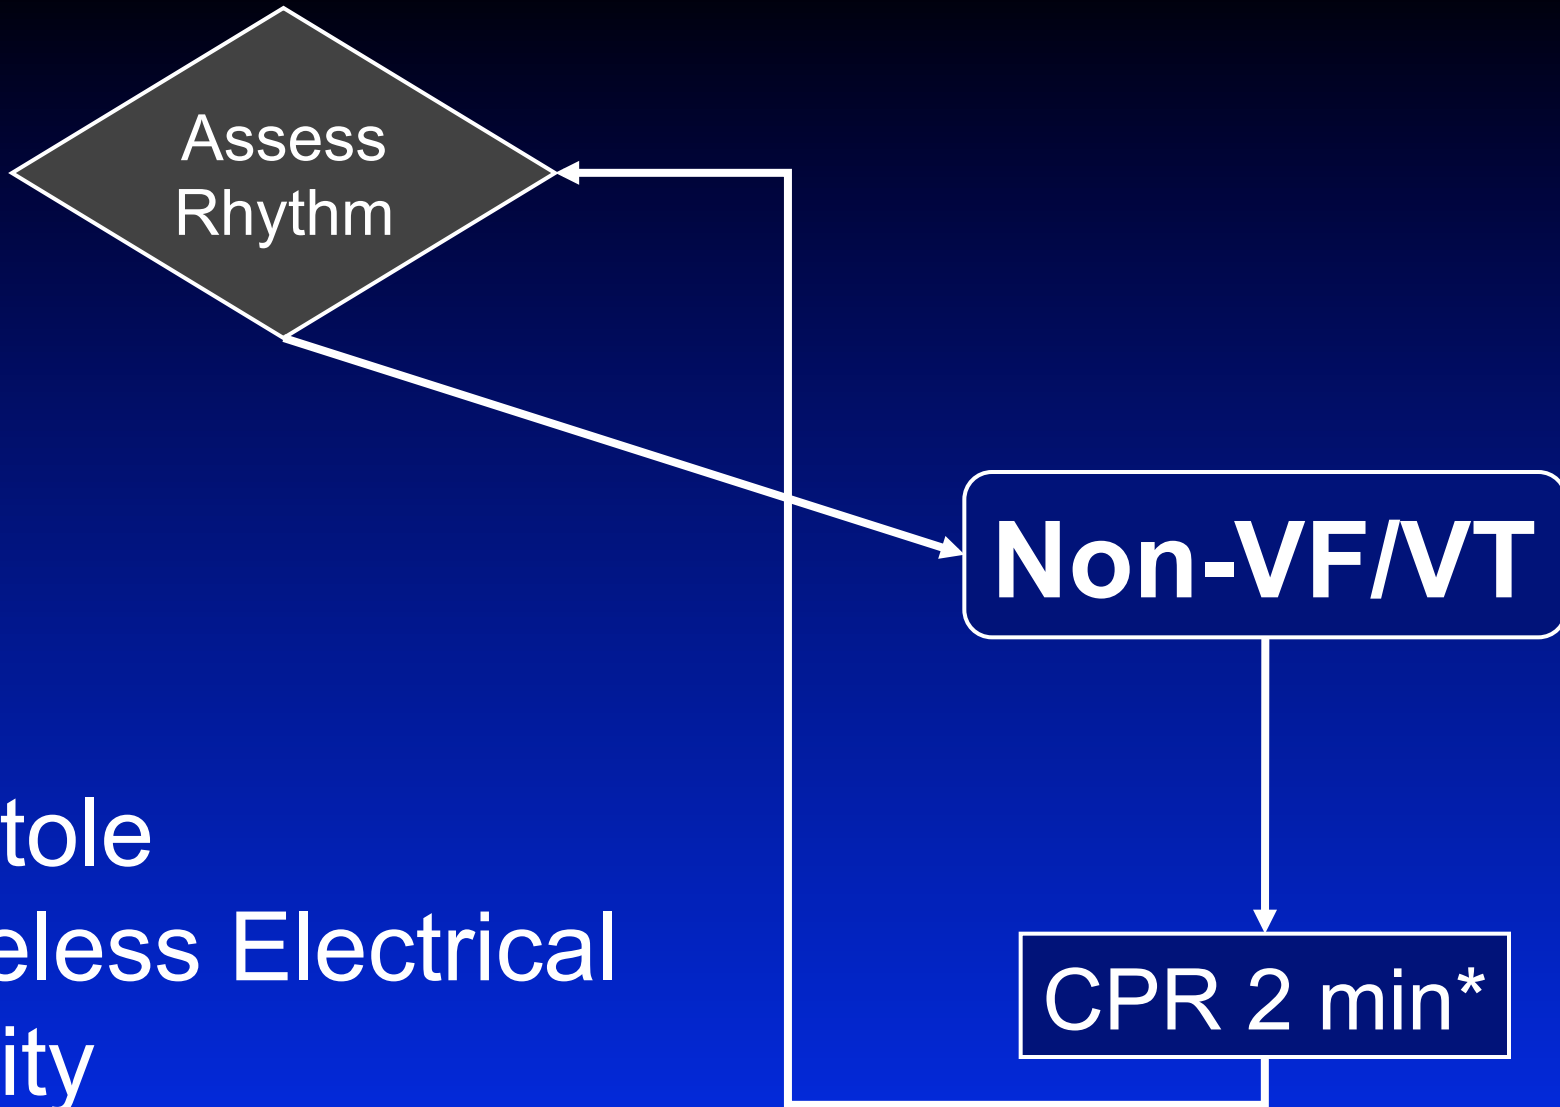 Assess
Rhythm
Non-VF/VT
tole
eless Electrical
ity
CPR 2 min*